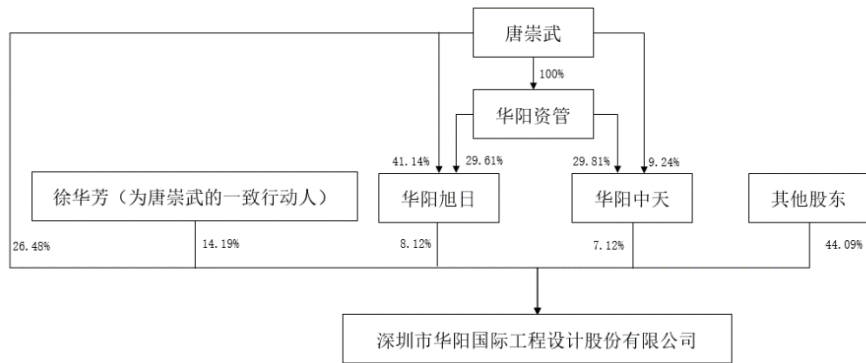 唐崇武
100%
华阳资管
41.14%
29.61%
29.81%
9.24%
徐华芳（为唐崇武的一致行动人）
华阳旭日
华阳中天
其他股东
26.48%
14.19%
8.12%
7.12%
44.09%
深圳市华阳国际工程设计股份有限公司